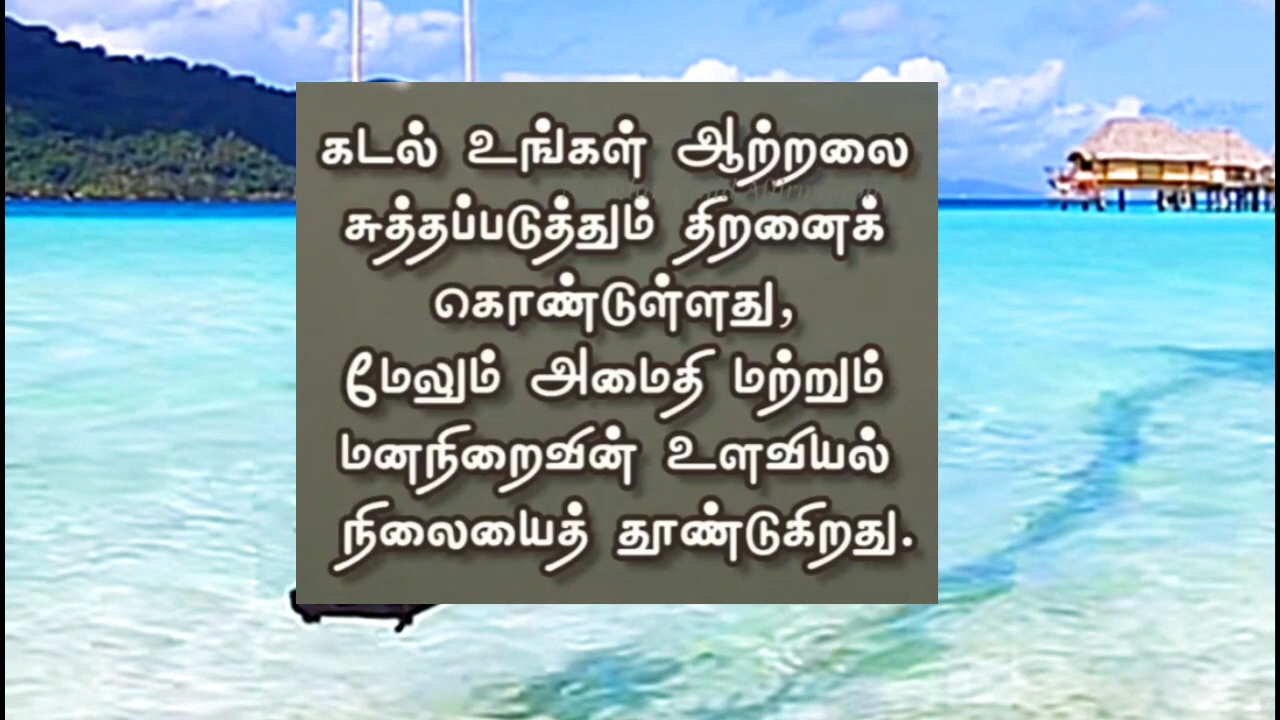 கடல் உங்கள் ஆற்றலை
சுத்தப்படுத்தும் திறனைக்
கொண்டுள்ளது,
மேலும் அமைதி மற்றும்
மனநிறைவின் உளவியல்
நிலையைத் தூண்டுகிறது.